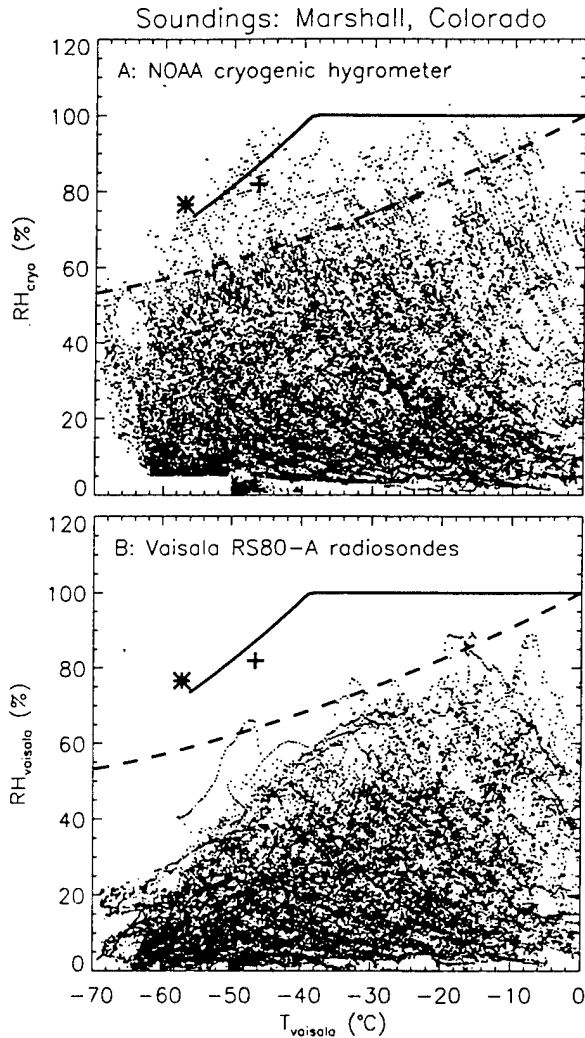 Soundings: Marshall, Colorado
120
A: NOAA cryogenic hygrometer
100
80
60
40
20
0
RH_cryo (%)
120
B: Vaisala RS80-A radiosondes
100
80
60
40
20
0
RH_vaisala (%)
-70 -60 -50 -40 -30 -20 -10 0
T_vaisala (°C)